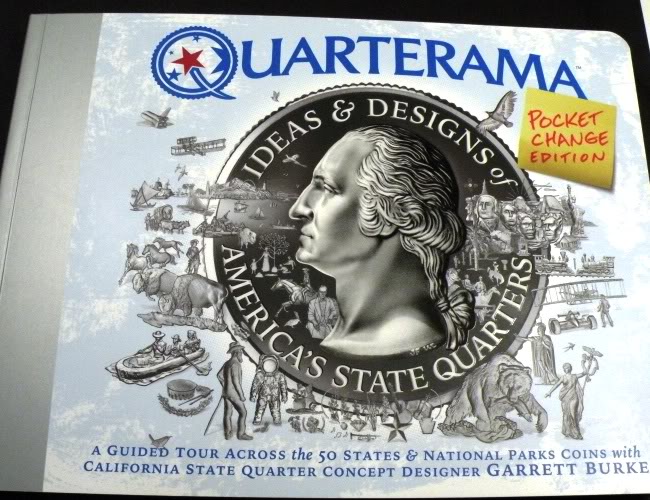 QUARTERAMA™
POCKET
CHANGE
EDITION
IDEAS & DESIGNS of
AMERICA'S STATE QUARTERS
A GUIDED TOUR ACROSS the 50 STATES & NATIONAL PARKS COINS with
CALIFORNIA STATE QUARTER CONCEPT DESIGNER GARRETT BURKE